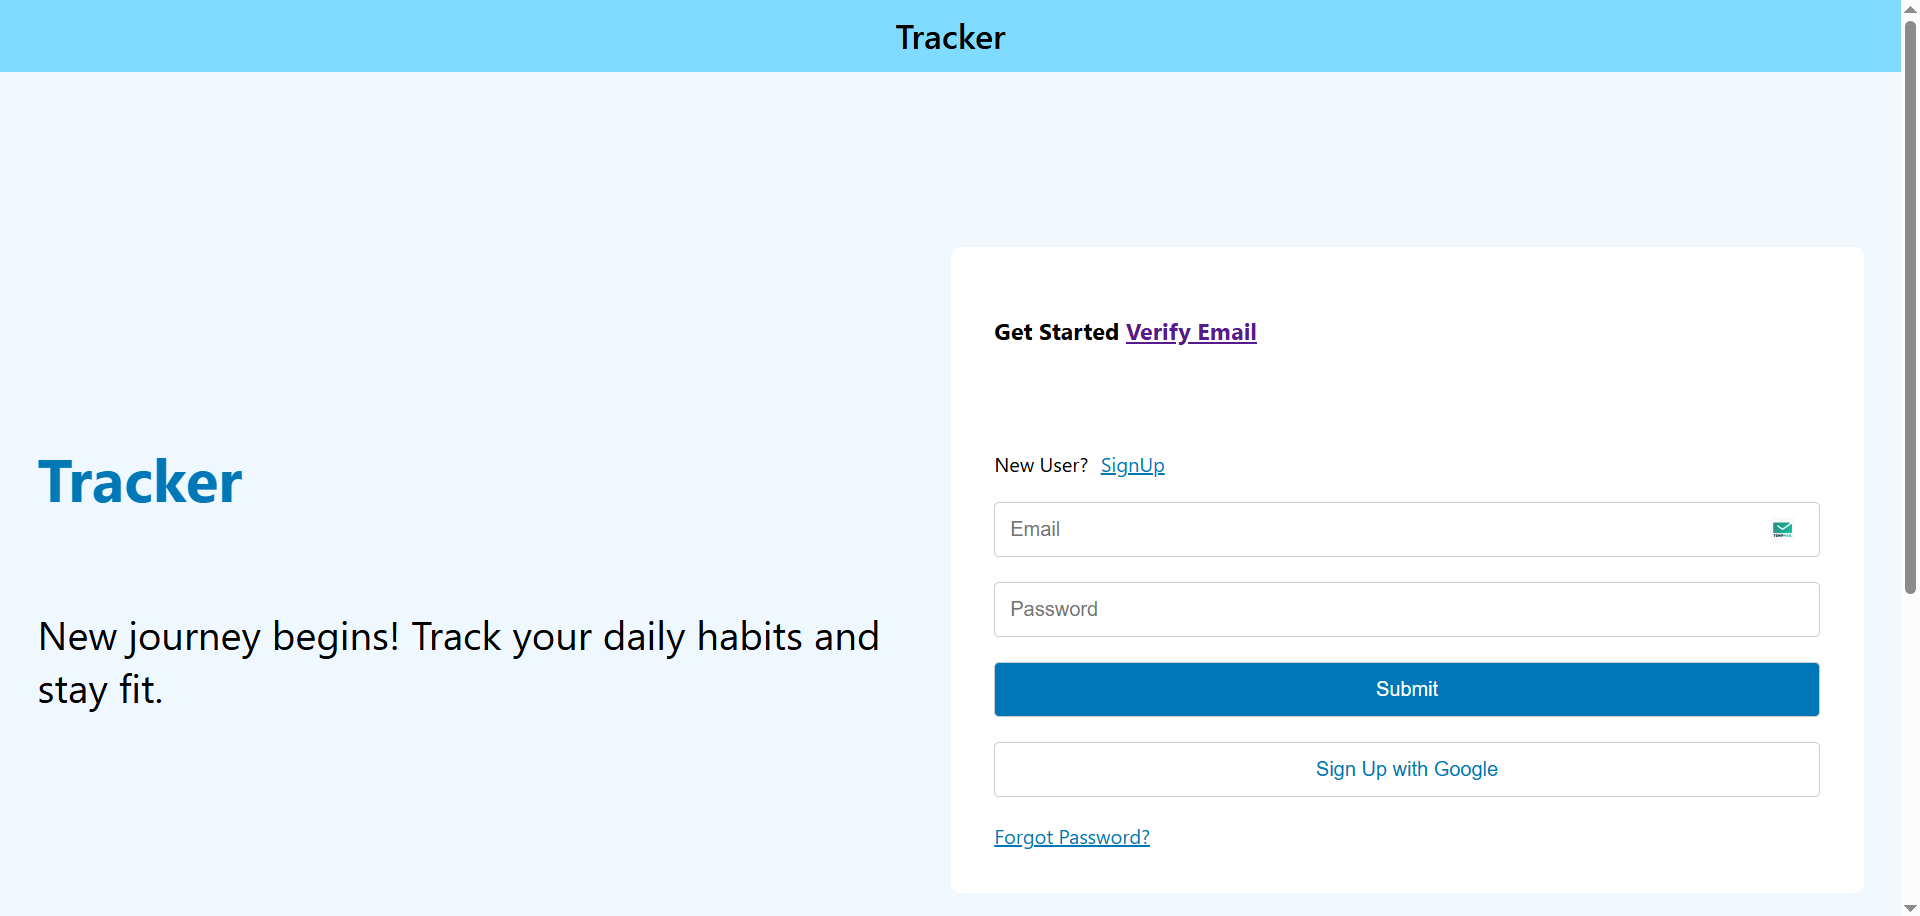 Tracker
Get Started Verify Email
New User? SignUp
Tracker
Email
Password
New journey begins! Track your daily habits and
stay fit.
Submit
Sign Up with Google
Forgot Password?